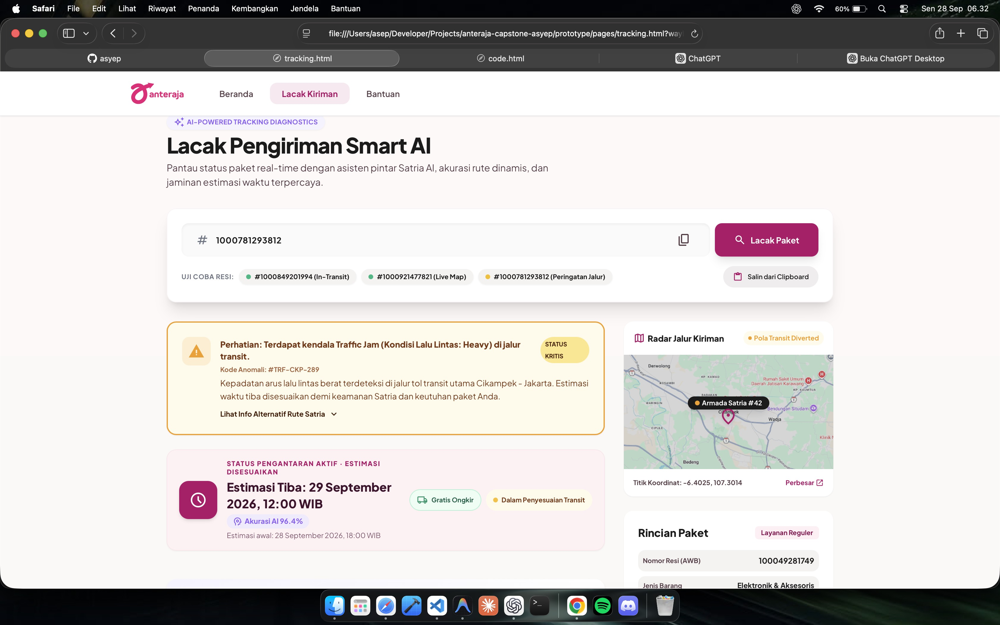 Safari File Edit Lihat Riwayat Penanda Kembangkan Jendela Bantuan
60%
Sen 28 Sep 06.32
file:///Users/asep/Developer/Projects/anteraja-capstone-asyep/prototype/pages/tracking.html?way
asyep
tracking.html
code.html
ChatGPT
Buka ChatGPT Desktop
anteraja
Beranda
Lacak Kiriman
Bantuan
AI-POWERED TRACKING DIAGNOSTICS
Lacak Pengiriman Smart AI
Pantau status paket real-time dengan asisten pintar Satria AI, akurasi rute dinamis, dan
jaminan estimasi waktu terpercaya.
# 1000781293812
Lacak Paket
UJI COBA RESI:
#1000849201994 (In-Transit)
#1000921477821 (Live Map)
#1000781293812 (Peringatan Jalur)
Salin dari Clipboard
Perhatian: Terdapat kendala Traffic Jam (Kondisi Lalu Lintas: Heavy) di jalur
transit.
STATUS
KRITIS
Kode Anomali: #TRF-CKP-289
Kepadatan arus lalu lintas berat terdeteksi di jalur tol transit utama Cikampek - Jakarta. Estimasi
waktu tiba disesuaikan demi keamanan Satria dan keutuhan paket Anda.
Lihat Info Alternatif Rute Satria
STATUS PENGANTARAN AKTIF · ESTIMASI
DISESUAIKAN
Estimasi Tiba: 29 September
2026, 12:00 WIB
Akurasi AI 96.4%
Estimasi awal: 28 September 2026, 18:00 WIB
Gratis Ongkir
Dalam Penyesuaian Transit
Radar Jalur Kiriman
Pola Transit Diverted
Derwolong
1
KP. KAWAD
KOSAMBI
Rumah Sakit Umum
Daerah Jatisari Karawang
H
H
KP. KAUMTUA
BABAKAN
WARINGIN
1
Armada Satria #42
Cikampek
Bendungan Situdam
Wadja
CIPULE
1
Klinik
Bedeng
Titik Koordinat: -6.4025, 107.3014
Perbesar
Rincian Paket
Layanan Reguler
Nomor Resi (AWB)
100049281749
Jenis Barang
Elektronik & Aksesoris